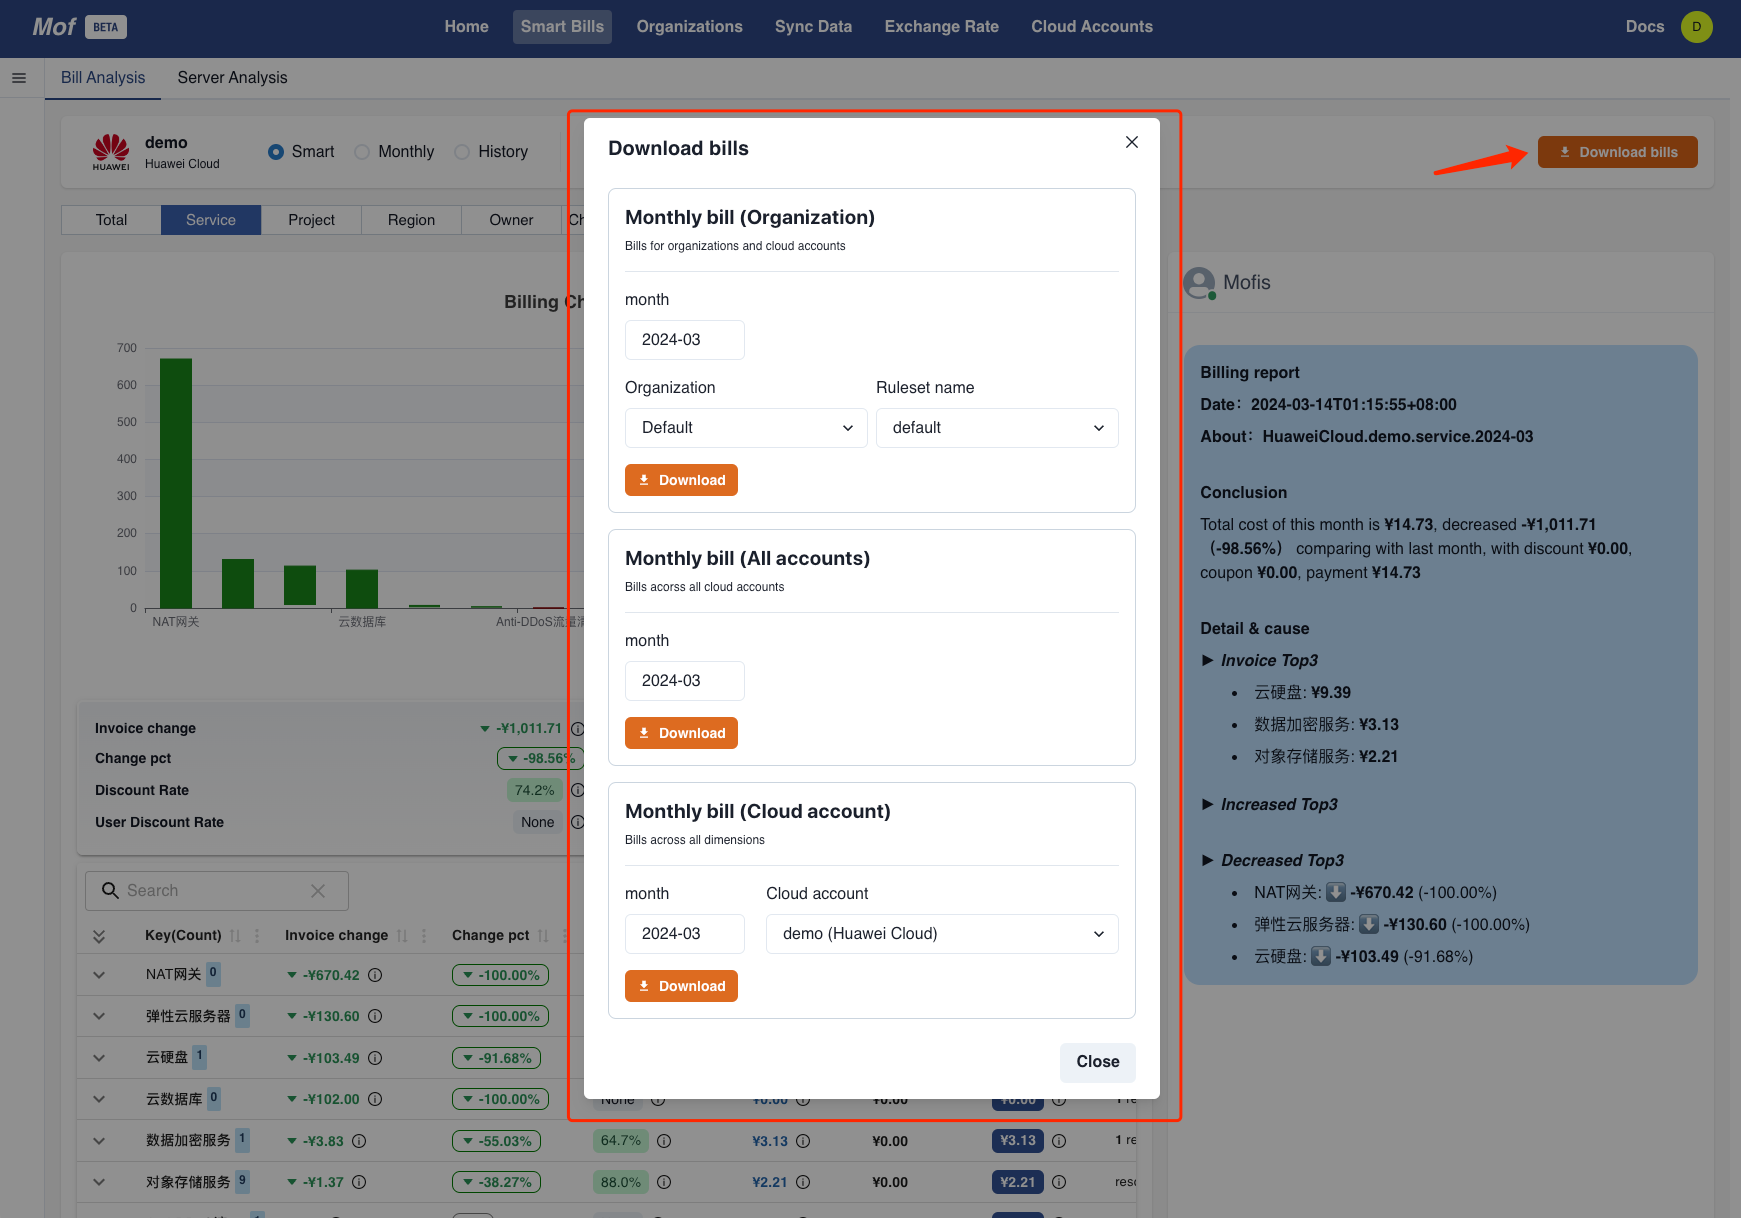 Mof BETA
Home Smart Bills Organizations Sync Data Exchange Rate Cloud Accounts
Docs D
Bill Analysis Server Analysis
HUAWEI
demo
Huawei Cloud
Smart Monthly History
Download bills
Total Service Project Region Owner Ch
Billing Ch
700
600
500
400
300
200
100
0
NAT网关 云数据库 Anti-DDoS流量清
Invoice change -¥1,011.71
Change pct -98.56%
Discount Rate 74.2%
User Discount Rate None
Search
Key(Count) Invoice change Change pct
NAT网关 0 -¥670.42 -100.00%
弹性云服务器 0 -¥130.60 -100.00%
云硬盘 1 -¥103.49 -91.68%
云数据库 0 -¥102.00 -100.00% None ¥0.00 ¥0.00 ¥0.00 1 re
数据加密服务 1 -¥3.83 -55.03% 64.7% ¥3.13 ¥0.00 ¥3.13 1 re
对象存储服务 9 -¥1.37 -38.27% 88.0% ¥2.21 ¥0.00 ¥2.21 reso
Download bills
Monthly bill (Organization)
Bills for organizations and cloud accounts
month
2024-03
Organization Ruleset name
Default default
Download
Monthly bill (All accounts)
Bills acorss all cloud accounts
month
2024-03
Download
Monthly bill (Cloud account)
Bills across all dimensions
month Cloud account
2024-03 demo (Huawei Cloud)
Download
Close
Mofis
Billing report
Date：2024-03-14T01:15:55+08:00
About：HuaweiCloud.demo.service.2024-03
Conclusion
Total cost of this month is ¥14.73, decreased -¥1,011.71
（-98.56%） comparing with last month, with discount ¥0.00,
coupon ¥0.00, payment ¥14.73
Detail & cause
Invoice Top3
云硬盘: ¥9.39
数据加密服务: ¥3.13
对象存储服务: ¥2.21
Increased Top3
Decreased Top3
NAT网关: ⬇️ -¥670.42 (-100.00%)
弹性云服务器: ⬇️ -¥130.60 (-100.00%)
云硬盘: ⬇️ -¥103.49 (-91.68%)